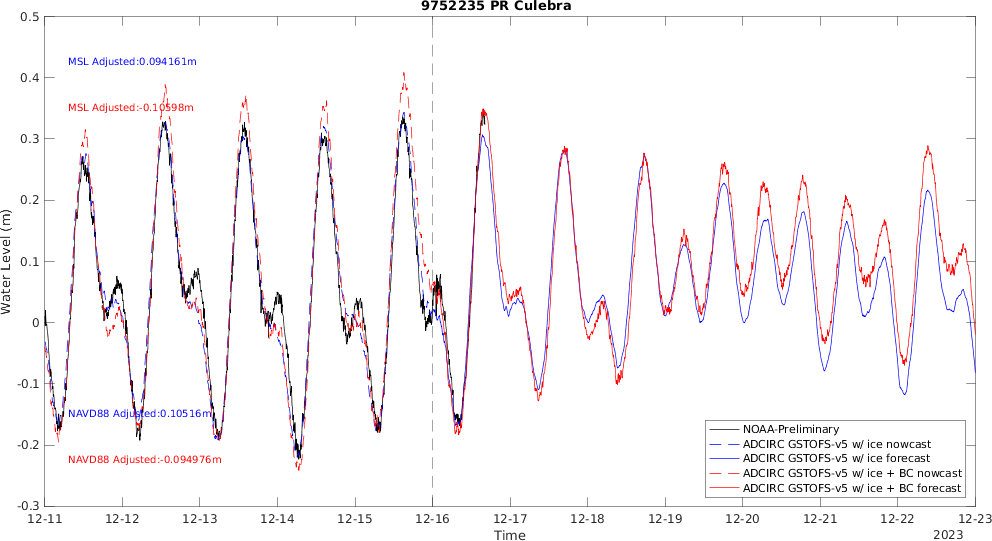 9752235 PR Culebra
0.5
0.4
0.3
0.2
0.1
0
-0.1
-0.2
-0.3
Water Level (m)
MSL Adjusted:0.094161m
MSL Adjusted:-0.10598m
NAVD88 Adjusted:0.10516m
NAVD88 Adjusted:-0.094976m
NOAA-Preliminary
ADCIRC GSTOFS-v5 w/ ice nowcast
ADCIRC GSTOFS-v5 w/ ice forecast
ADCIRC GSTOFS-v5 w/ ice + BC nowcast
ADCIRC GSTOFS-v5 w/ ice + BC forecast
12-11 12-12 12-13 12-14 12-15 12-16 12-17 12-18 12-19 12-20 12-21 12-22 12-23
Time
2023